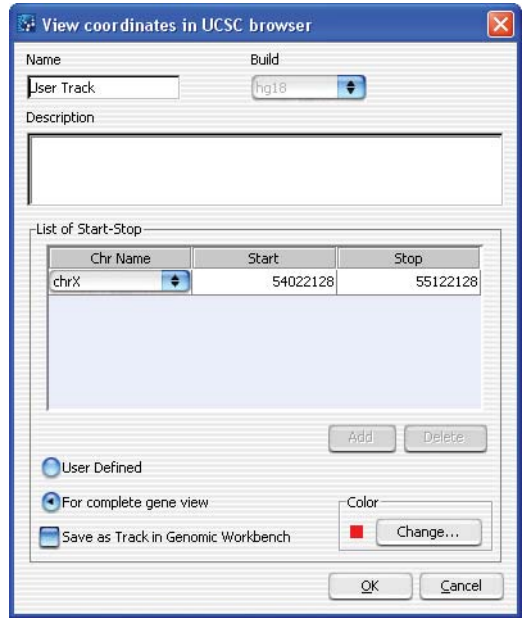 View coordinates in UCSC browser
Name Build
User Track hg18
Description
List of Start-Stop
Chr Name Start Stop
chrX 54022128 55122128
Add Delete
User Defined
For complete gene view
Color
Save as Track in Genomic Workbench Change...
OK Cancel